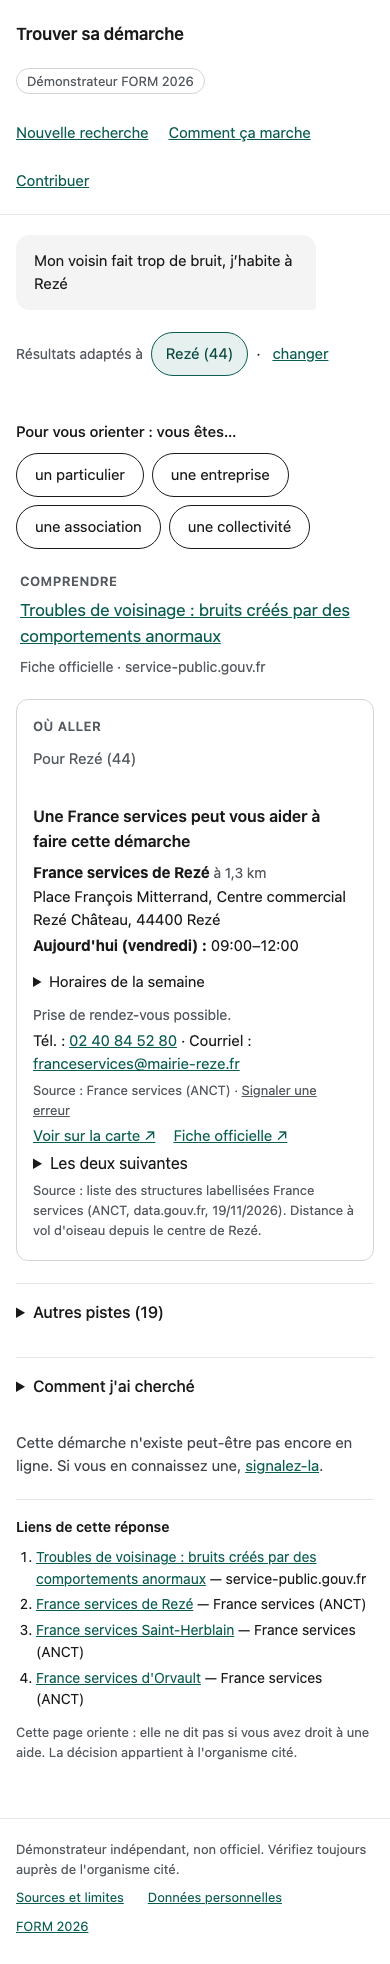 Trouver sa démarche
Démonstrateur FORM 2026
Nouvelle recherche Comment ça marche
Contribuer
Mon voisin fait trop de bruit, j’habite à
Rezé
Résultats adaptés à Rezé (44) · changer
Pour vous orienter : vous êtes...
un particulier une entreprise
une association une collectivité
COMPRENDRE
Troubles de voisinage : bruits créés par des
comportements anormaux
Fiche officielle · service-public.gouv.fr
OÙ ALLER
Pour Rezé (44)
Une France services peut vous aider à
faire cette démarche
France services de Rezé à 1,3 km
Place François Mitterrand, Centre commercial
Rezé Château, 44400 Rezé
Aujourd'hui (vendredi) : 09:00–12:00
▶ Horaires de la semaine
Prise de rendez-vous possible.
Tél. : 02 40 84 52 80 · Courriel :
franceservices@mairie-reze.fr
Source : France services (ANCT) · Signaler une
erreur
Voir sur la carte ↗ Fiche officielle ↗
▶ Les deux suivantes
Source : liste des structures labellisées France
services (ANCT, data.gouv.fr, 19/11/2026). Distance à
vol d'oiseau depuis le centre de Rezé.
▶ Autres pistes (19)
▶ Comment j'ai cherché
Cette démarche n'existe peut-être pas encore en
ligne. Si vous en connaissez une, signalez-la.
Liens de cette réponse
1. Troubles de voisinage : bruits créés par des
comportements anormaux — service-public.gouv.fr
2. France services de Rezé — France services (ANCT)
3. France services Saint-Herblain — France services
(ANCT)
4. France services d'Orvault — France services
(ANCT)
Cette page oriente : elle ne dit pas si vous avez droit à une
aide. La décision appartient à l'organisme cité.
Démonstrateur indépendant, non officiel. Vérifiez toujours
auprès de l'organisme cité.
Sources et limites Données personnelles
FORM 2026